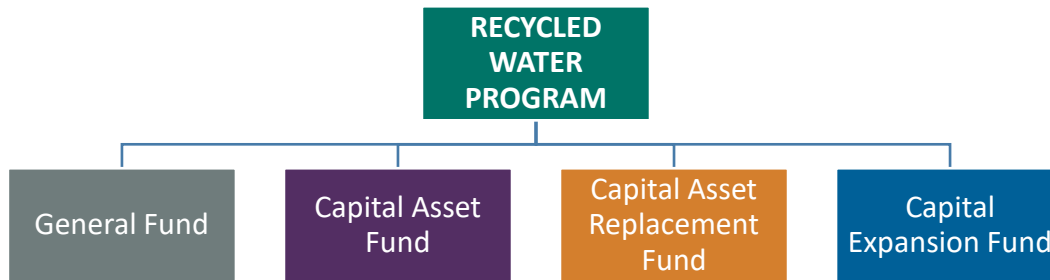 RECYCLED
WATER
PROGRAM
General Fund
Capital Asset
Fund
Capital Asset
Replacement
Fund
Capital
Expansion Fund